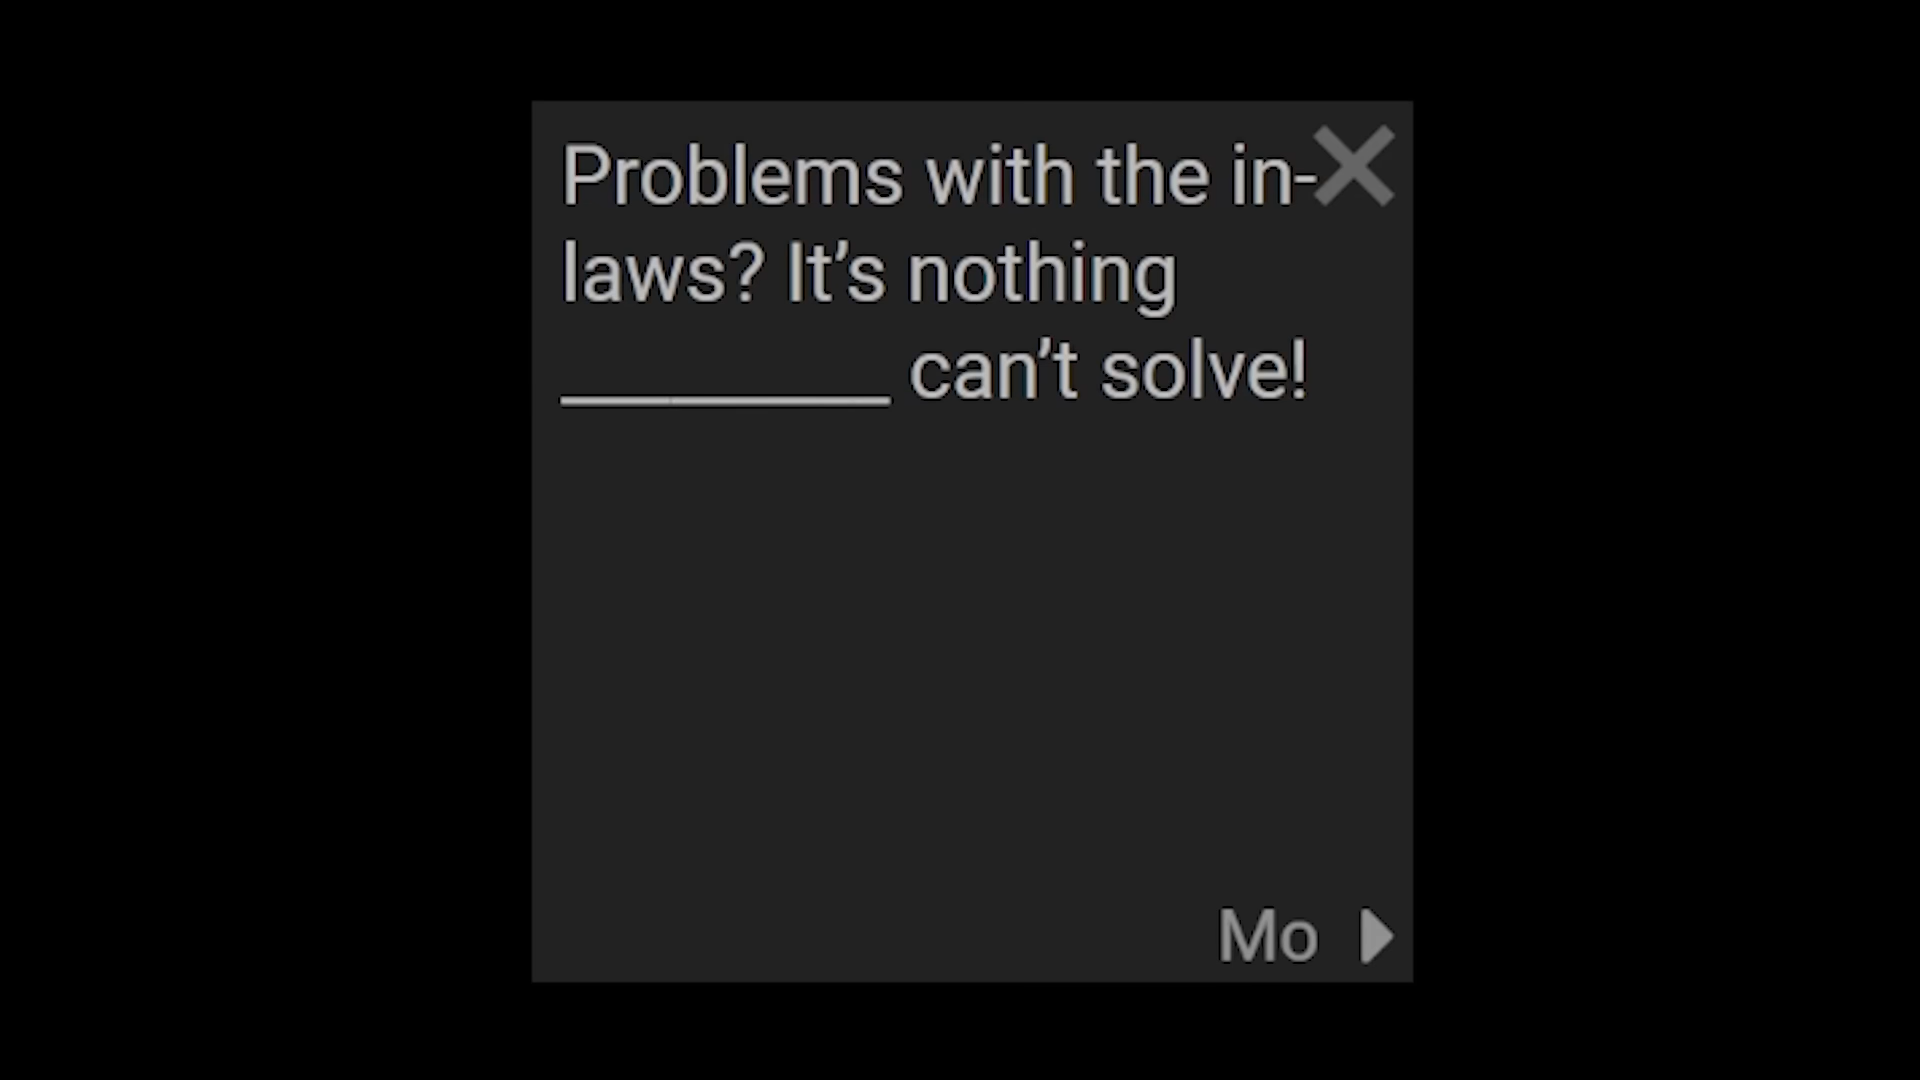 Problems with the in-
laws? It’s nothing
_________ can’t solve!
Mo